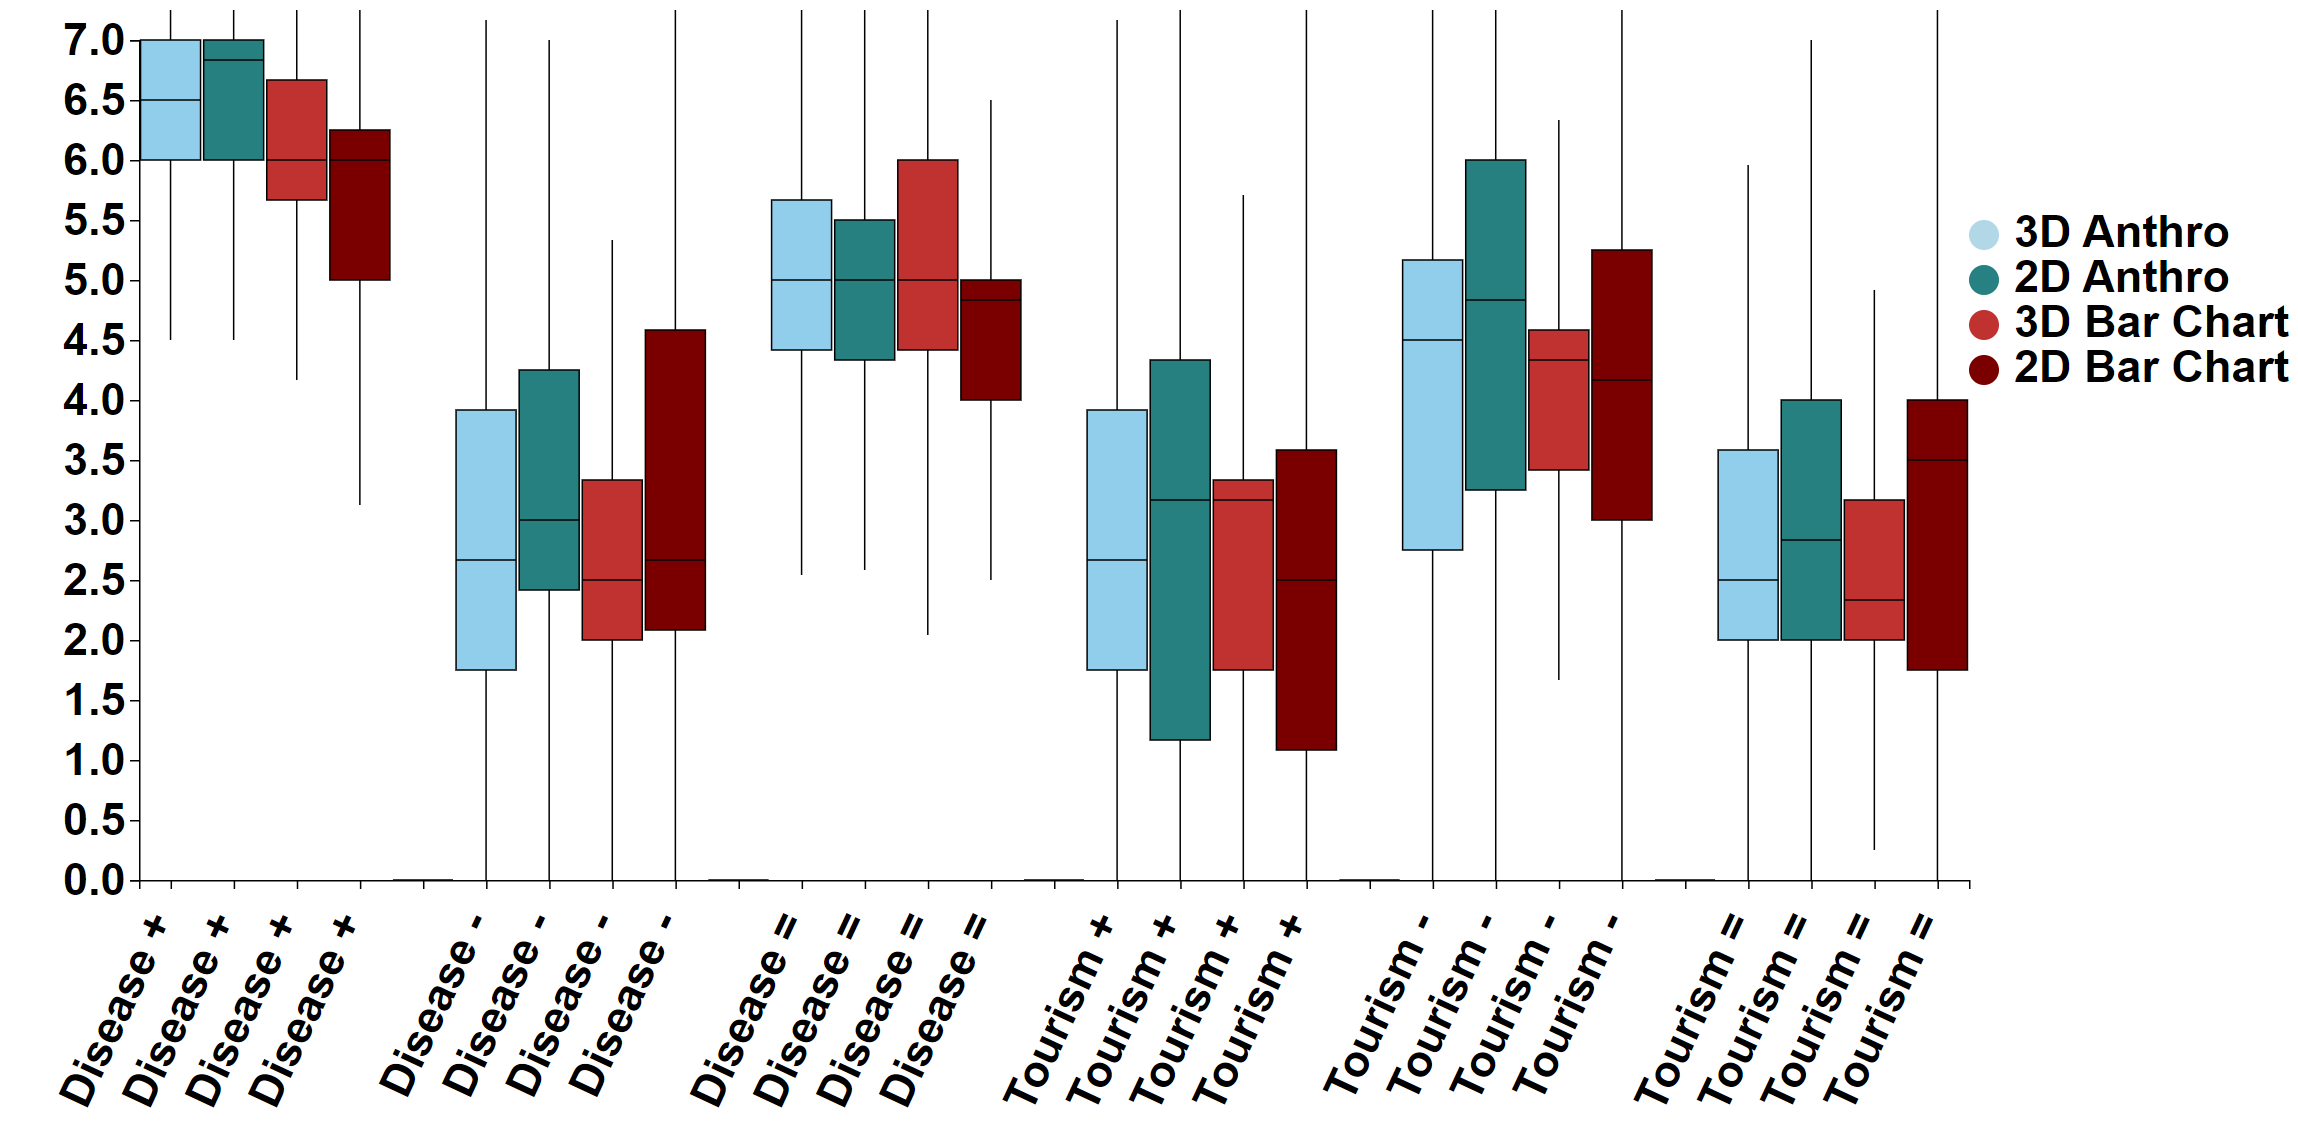 7.0
6.5
6.0
5.5
5.0
4.5
4.0
3.5
3.0
2.5
2.0
1.5
1.0
0.5
0.0
Disease +
Disease +
Disease +
Disease +
Disease -
Disease -
Disease -
Disease -
Disease =
Disease =
Disease =
Disease =
Tourism +
Tourism +
Tourism +
Tourism +
Tourism -
Tourism -
Tourism -
Tourism -
Tourism =
Tourism =
Tourism =
Tourism =
3D Anthro
2D Anthro
3D Bar Chart
2D Bar Chart